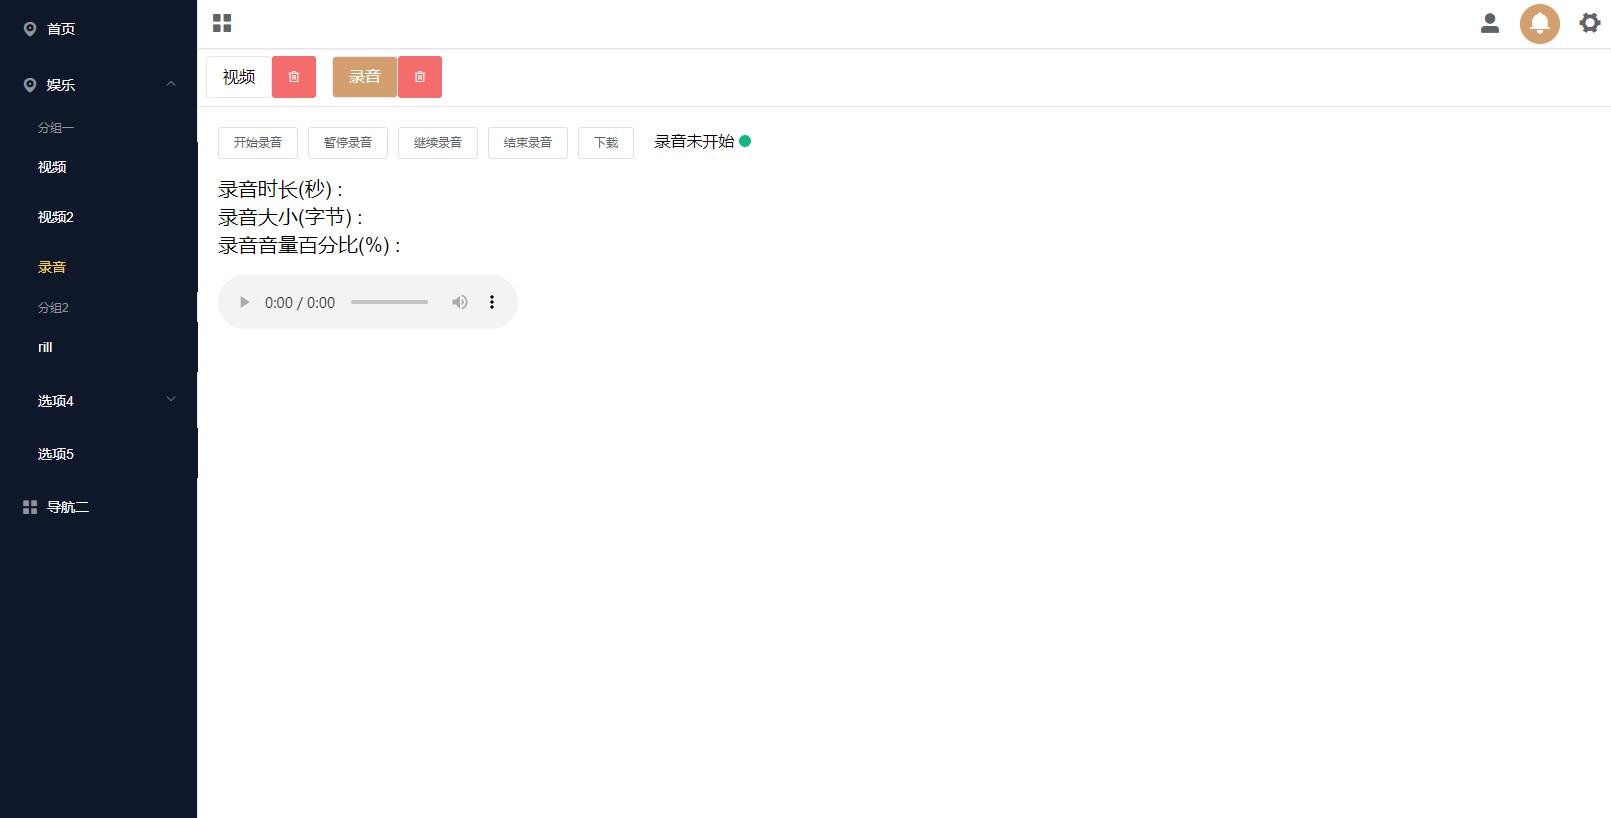 首页
娱乐
分组一
视频
视频2
录音
分组2
rill
选项4
选项5
导航二
视频
录音
开始录音 暂停录音 继续录音 结束录音 下载 录音未开始
录音时长(秒) :
录音大小(字节) :
录音音量百分比(%) :
0:00 / 0:00